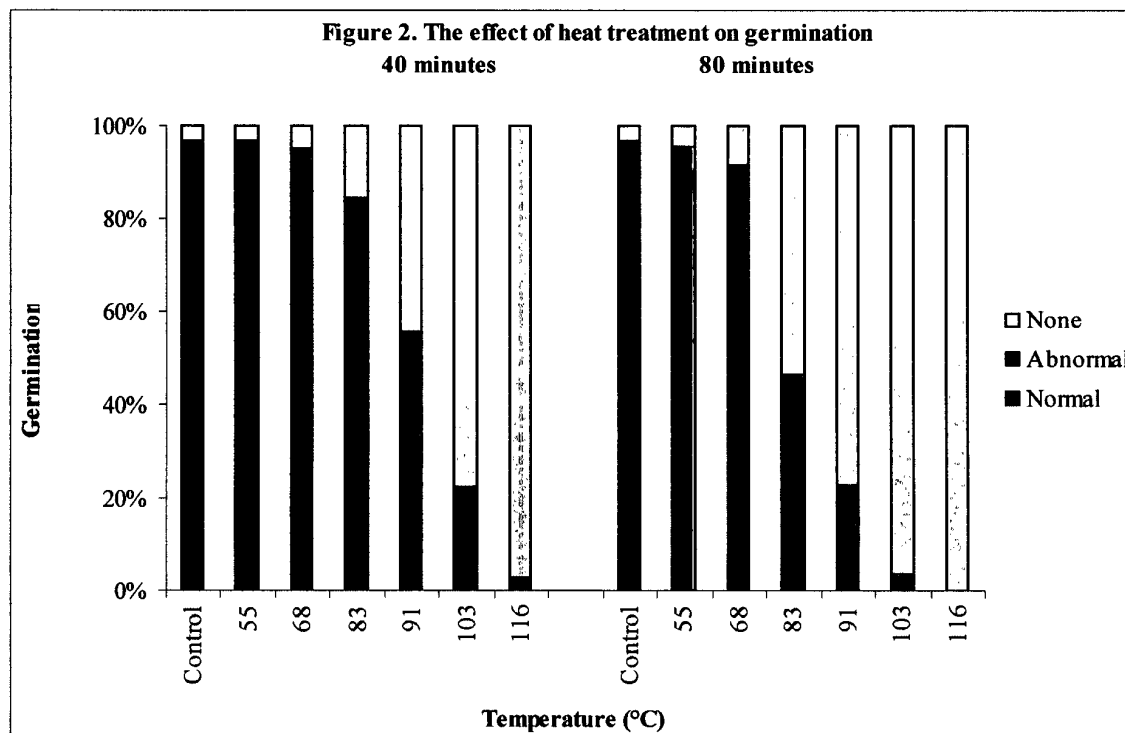 Figure 2. The effect of heat treatment on germination
40 minutes 80 minutes
100%
80%
60%
40%
20%
0%
Germination
Control 55 68 83 91 103 116 Control 55 68 83 91 103 116
Temperature (°C)
None
Abnormal
Normal